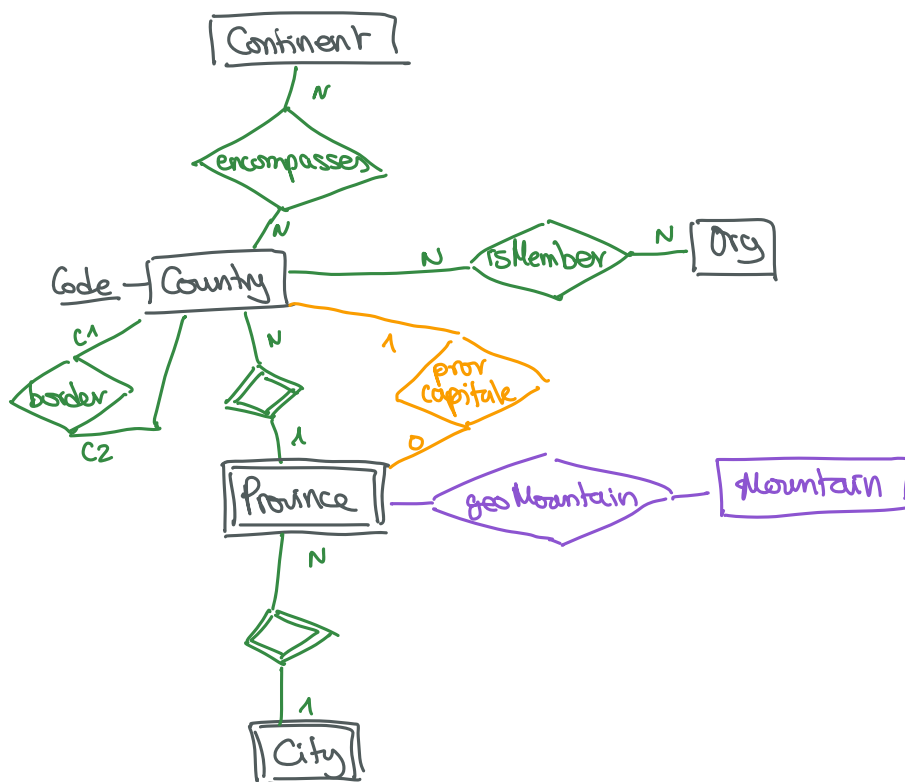 Continent
N
encompasses
N
N
isMember
N
Org
Code
Country
C1
N
1
border
prov
capitale
C2
1
0
Province
geoMountain
Mountain
N
1
City